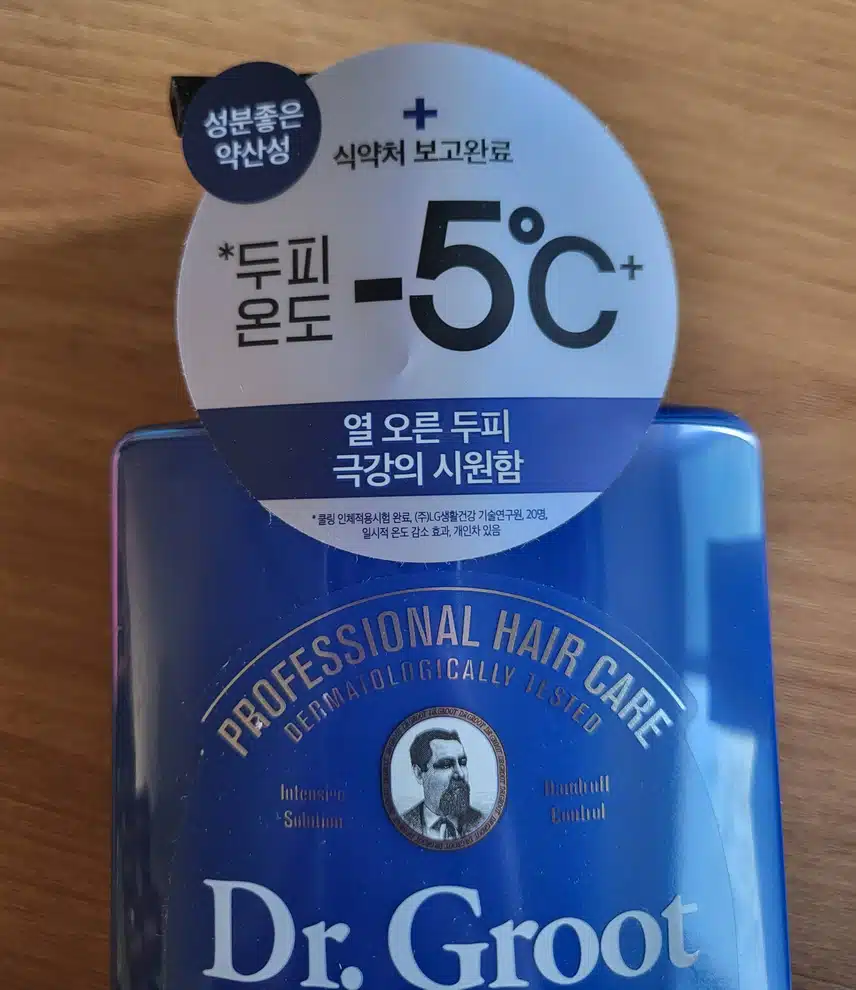 성분좋은
약산성
+
식약처 보고완료
*두피
온도
-5℃+
열 오른 두피
극강의 시원함
* 쿨링 인체적용시험 완료, (주)LG생활건강 기술연구원, 20명,
일시적 온도 감소 효과, 개인차 있음
PROFESSIONAL HAIR CARE
DERMATOLOGICALLY TESTED
Intensive
Solution
Dandruff
Control
Dr. Groot